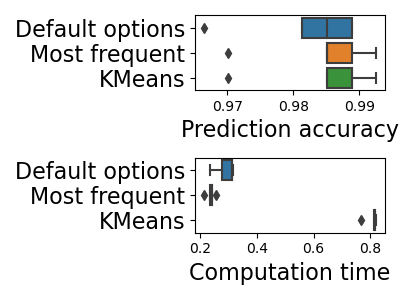 Default options
Most frequent
KMeans
0.97 0.98 0.99
Prediction accuracy
Default options
Most frequent
KMeans
0.2 0.4 0.6 0.8
Computation time